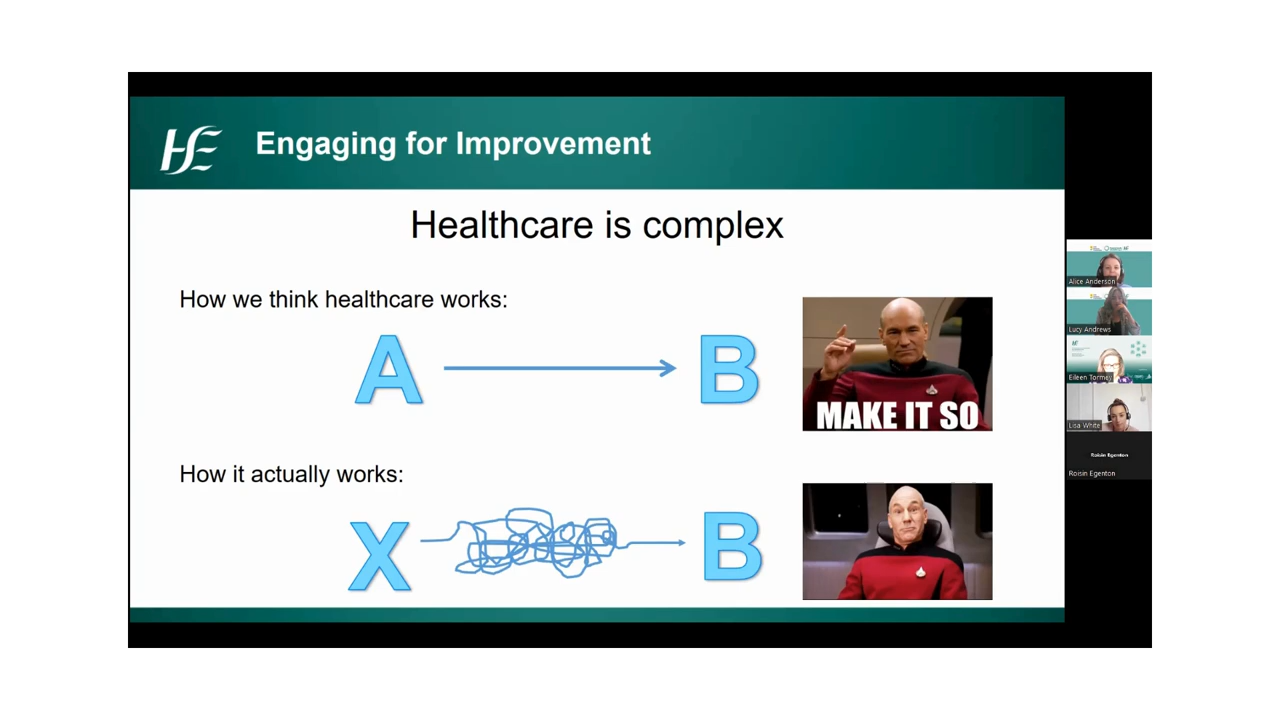 HSE
Engaging for Improvement
Healthcare is complex
How we think healthcare works:
A
B
MAKE IT SO
How it actually works:
X
B
Alice Anderson
Lucy Andrews
Eileen Tormey
Lisa White
Roisin Egenton
Roisin Egenton